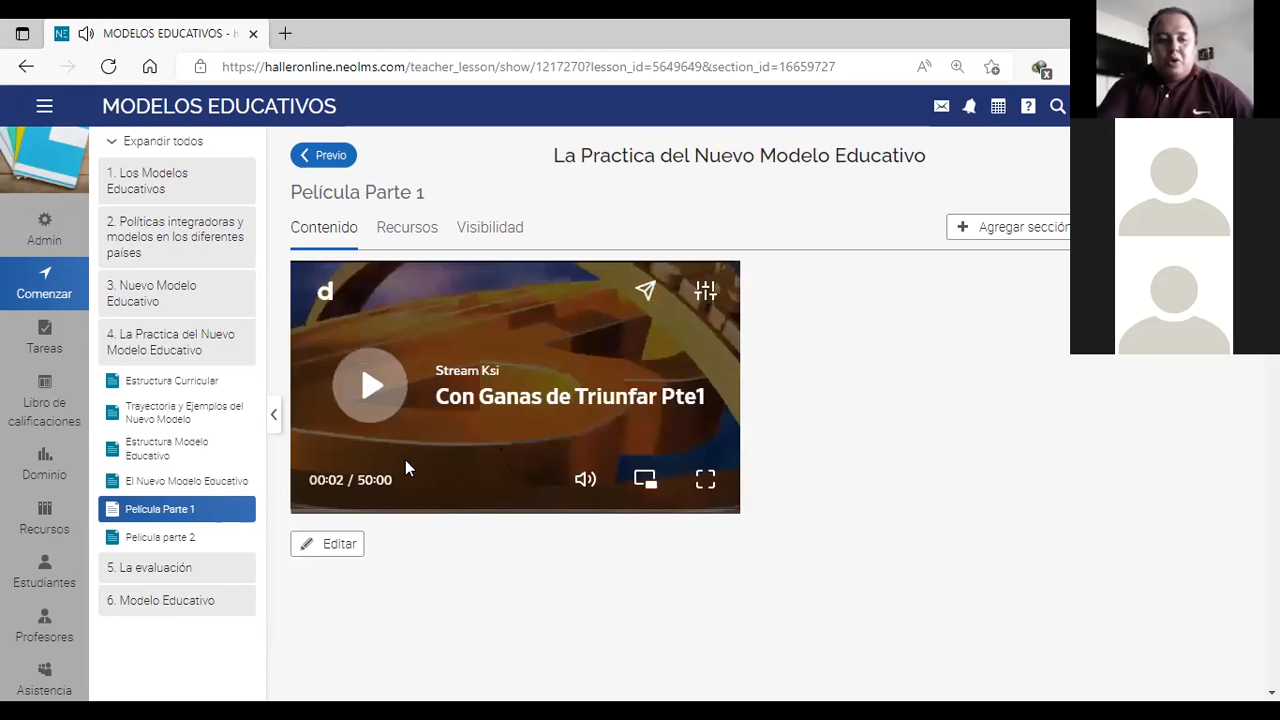 NE
MODELOS EDUCATIVOS - h
https://halleronline.neolms.com/teacher_lesson/show/1217270?lesson_id=5649649&section_id=16659727
MODELOS EDUCATIVOS
Admin
Comenzar
Tareas
Libro de
calificaciones
Dominio
Recursos
Estudiantes
Profesores
Asistencia
Expandir todos
1. Los Modelos
Educativos
2. Políticas integradoras y
modelos en los diferentes
países
3. Nuevo Modelo
Educativo
4. La Practica del Nuevo
Modelo Educativo
Estructura Curricular
Trayectoria y Ejemplos del
Nuevo Modelo
Estructura Modelo
Educativo
El Nuevo Modelo Educativo
Película Parte 1
Pelicula parte 2
5. La evaluación
6. Modelo Educativo
Previo
La Practica del Nuevo Modelo Educativo
Película Parte 1
Contenido
Recursos
Visibilidad
+ Agregar sección
d
Stream Ksi
Con Ganas de Triunfar Pte1
00:02 / 50:00
Editar